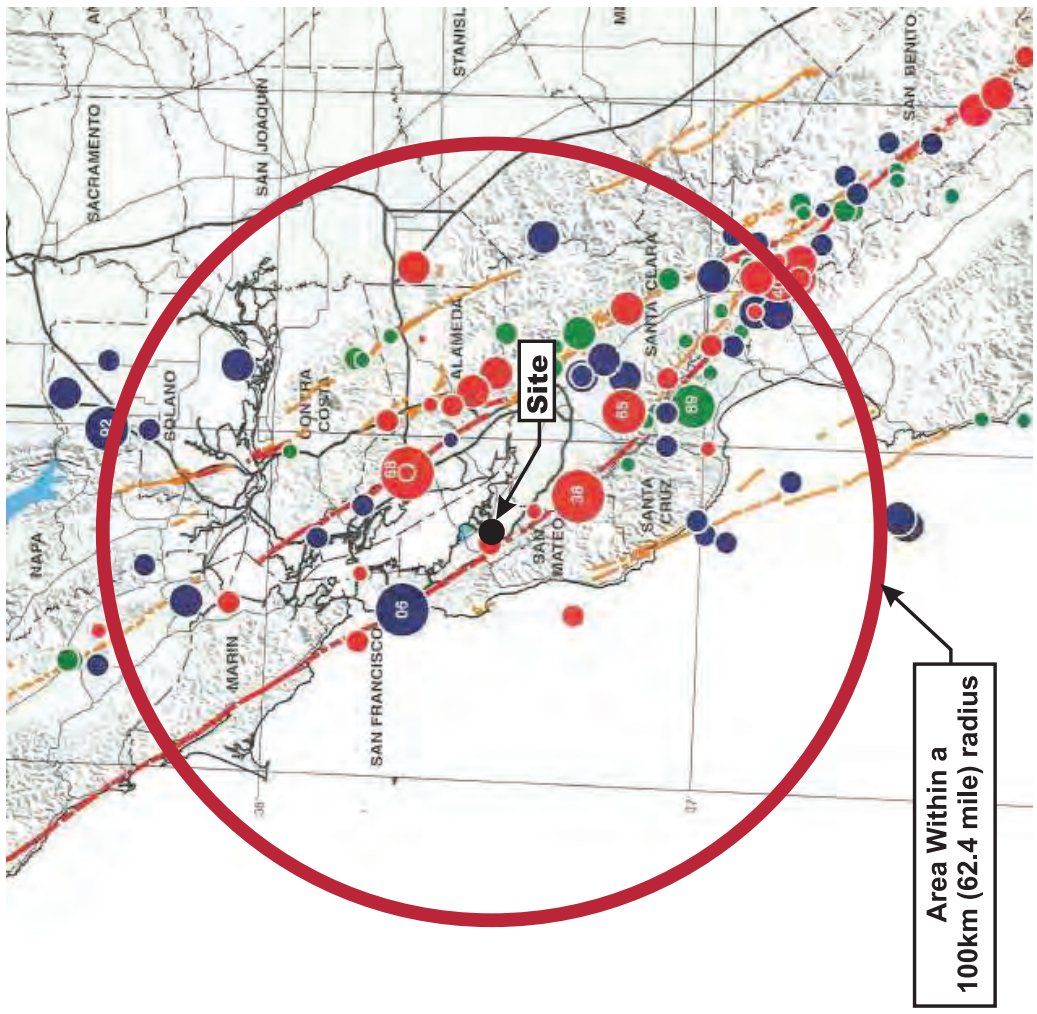 NAPA
SACRAMENTO
AN
SOLANO
SAN JOAQUIN
MARIN
CONTRA
COSTA
STANISL
SAN FRANCISCO
ALAMEDA
SAN
MATEO
SANTA CLARA
SANTA
CRUZ
SAN BENITO
38°
92
68
06
38
65
89
Site
Area Within a
100km (62.4 mile) radius